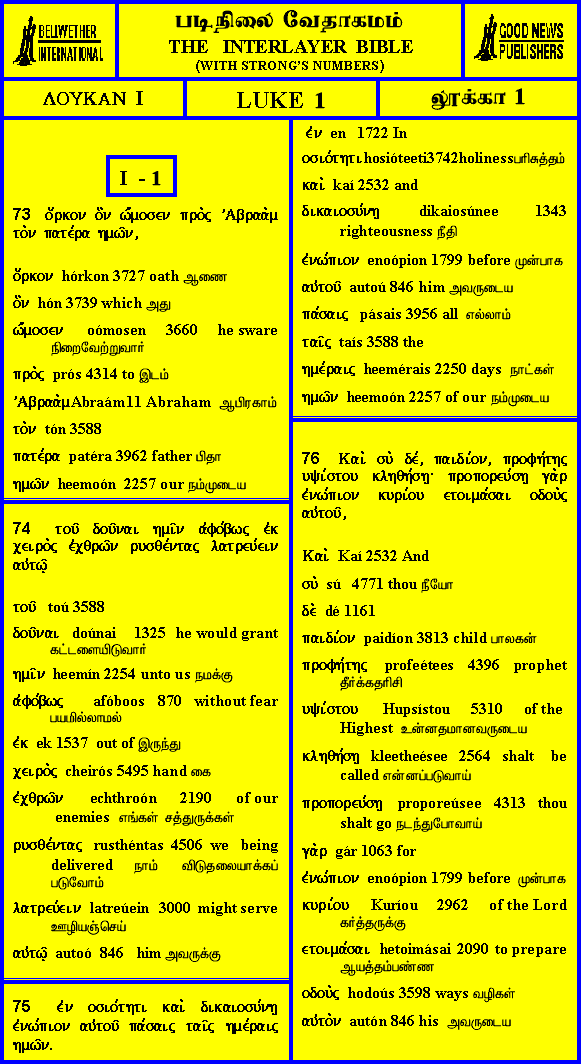 BELLWETHER
INTERNATIONAL
படிநிலை வேதாகமம்
THE INTERLAYER BIBLE
(WITH STRONG'S NUMBERS)
GOOD NEWS
PUBLISHERS
ΛΟΥΚΑΝ I
LUKE 1
லூக்கா 1
I - 1
73 ὅρκον ὃν ὤμοσεν πρὸς Ἀβραὰμ
τὸν πατέρα ημῶν,
ὅρκον hórkon 3727 oath ஆணை
ὃν hón 3739 which அது
ὤμοσεν oómosen 3660 he sware
நிறைவேற்றுவார்
πρὸς prós 4314 to இடம்
Ἀβραὰμ Abraám11 Abraham ஆபிரகாம்
τὸν tón 3588
πατέρα patéra 3962 father பிதா
ημῶν heemoón 2257 our நம்முடைய
74 τοῦ δοῦναι ημῖν ἀφόβως ἐκ
χειρὸς ἐχθρῶν ρυσθέντας λατρεύειν
αὐτῷ
τοῦ toú 3588
δοῦναι doúnai 1325 he would grant
கட்டளையிடுவார்
ημῖν heemín 2254 unto us நமக்கு
ἀφόβως afóboos 870 without fear
பயமில்லாமல்
ἐκ ek 1537 out of இருந்து
χειρὸς cheirós 5495 hand கை
ἐχθρῶν echthroón 2190 of our
enemies எங்கள் சத்துருக்கள்
ρυσθέντας rusthéntas 4506 we being
delivered நாம் விடுதலையாக்கப்
படுவோம்
λατρεύειν latreúein 3000 might serve
ஊழியஞ்செய்
αὐτῷ autoó 846 him அவருக்கு
75 ἐν οσιότητι καὶ δικαιοσύνῃ
ἐνώπιον αὐτοῦ πάσαις ταῖς ημέραις
ημῶν.
ἐν en 1722 In
οσιότητι hosióteeti3742holinessபரிசுத்தம்
καὶ kaí 2532 and
δικαιοσύνῃ dikaiosúnee 1343
righteousness நீதி
ἐνώπιον enoópion 1799 before முன்பாக
αὐτοῦ autoú 846 him அவருடைய
πάσαις pásais 3956 all எல்லாம்
ταῖς taís 3588 the
ημέραις heemérais 2250 days நாட்கள்
ημῶν heemoón 2257 of our நம்முடைய
76 Καὶ σὺ δέ, παιδίον, προφήτης
υψίστου κληθήσῃ· προπορεύσῃ γὰρ
ἐνώπιον κυρίου ετοιμάσαι οδοὺς
αὐτοῦ,
Καὶ Kaí 2532 And
σὺ sú 4771 thou நீயோ
δὲ dé 1161
παιδίον paidíon 3813 child பாலகன்
προφήτης profeétees 4396 prophet
தீர்க்கதரிசி
υψίστου Hupsístou 5310 of the
Highest உன்னதமானவருடைய
κληθήσῃ kleetheésee 2564 shalt be
called என்னப்படுவாய்
προπορεύσῃ proporeúsee 4313 thou
shalt go நடந்துபோவாய்
γὰρ gár 1063 for
ἐνώπιον enoópion 1799 before முன்பாக
κυρίου Kuríou 2962 of the Lord
கர்த்தருக்கு
ετοιμάσαι hetoimásai 2090 to prepare
ஆயத்தம்பண்ண
οδοὺς hodoús 3598 ways வழிகள்
αὐτὸν autón 846 his அவருடைய